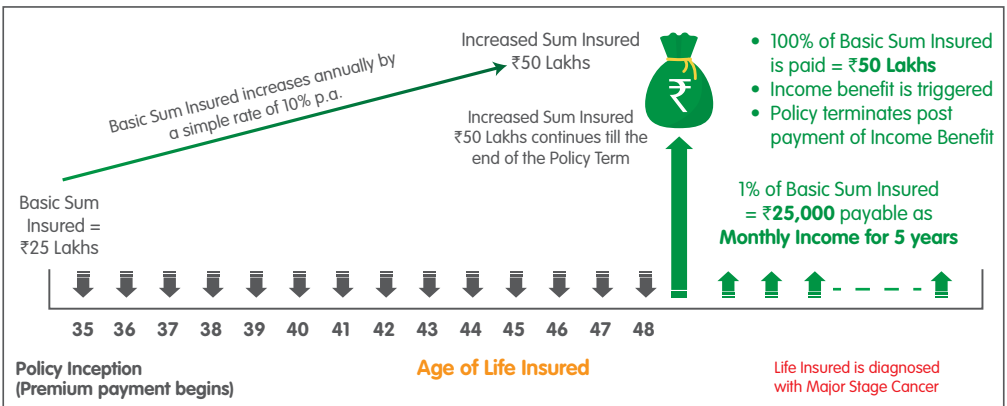 Increased Sum Insured
₹50 Lakhs
Basic Sum Insured increases annually by
a simple rate of 10% p.a.
Increased Sum Insured
₹50 Lakhs continues till the
end of the Policy Term
₹
• 100% of Basic Sum Insured
is paid = ₹50 Lakhs
• Income benefit is triggered
• Policy terminates post
payment of Income Benefit
Basic Sum
Insured =
₹25 Lakhs
1% of Basic Sum Insured
= ₹25,000 payable as
Monthly Income for 5 years
35 36 37 38 39 40 41 42 43 44 45 46 47 48
Policy Inception
(Premium payment begins)
Age of Life Insured
Life Insured is diagnosed
with Major Stage Cancer